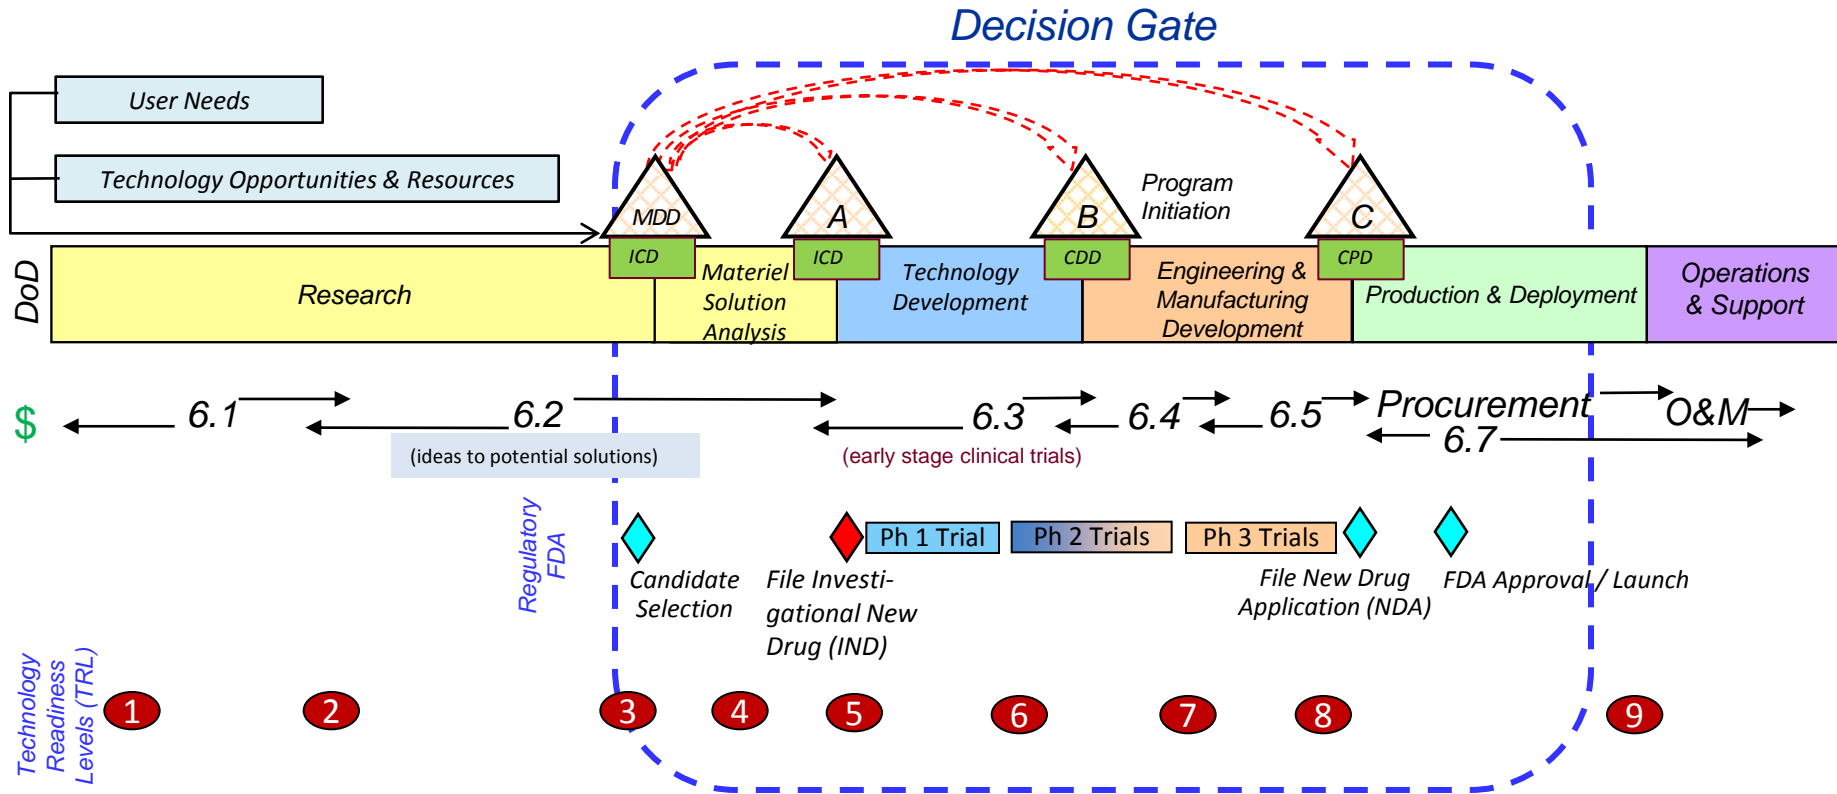 Decision Gate
User Needs
Technology Opportunities & Resources
MDD
A
B
C
Program
Initiation
ICD
ICD
CDD
CPD
DoD
Research
Materiel
Solution
Analysis
Technology
Development
Engineering &
Manufacturing
Development
Production & Deployment
Operations
& Support
$
6.1
6.2
6.3
6.4
6.5
Procurement
6.7
O&M
(ideas to potential solutions)
(early stage clinical trials)
Regulatory
FDA
Ph 1 Trial
Ph 2 Trials
Ph 3 Trials
Candidate
Selection
File Investi-
gational New
Drug (IND)
File New Drug
Application (NDA)
FDA Approval / Launch
Technology
Readiness
Levels (TRL)
1
2
3
4
5
6
7
8
9